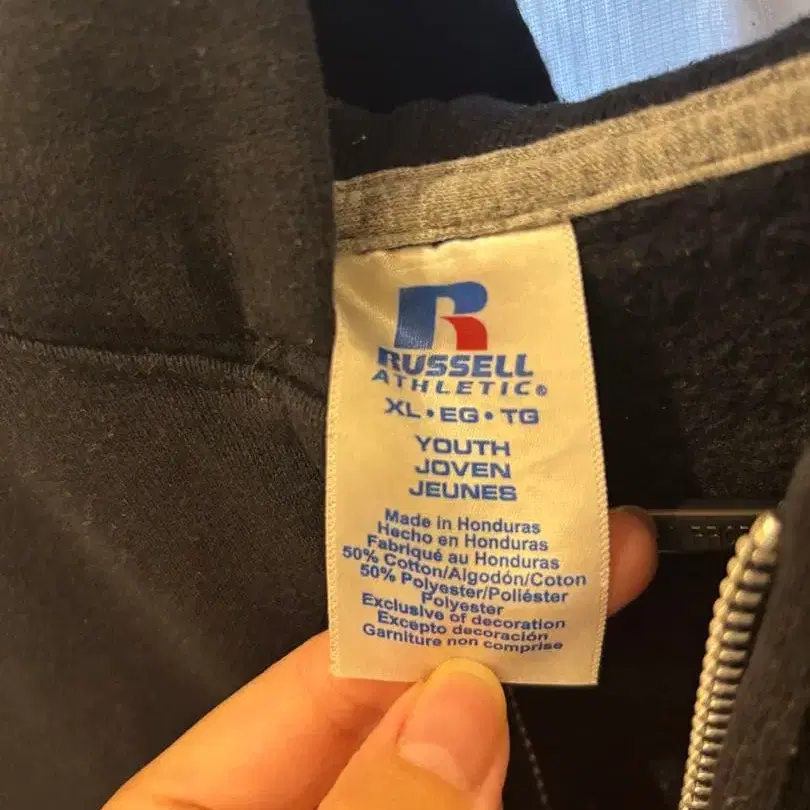 R
RUSSELL
ATHLETIC®
XL • EG • TG
YOUTH
JOVEN
JEUNES
Made in Honduras
Hecho en Honduras
Fabriqué au Honduras
50% Cotton/Algodón/Coton
50% Polyester/Poliéster
Polyester
Exclusive of decoration
Excepto decoración
Garniture non comprise